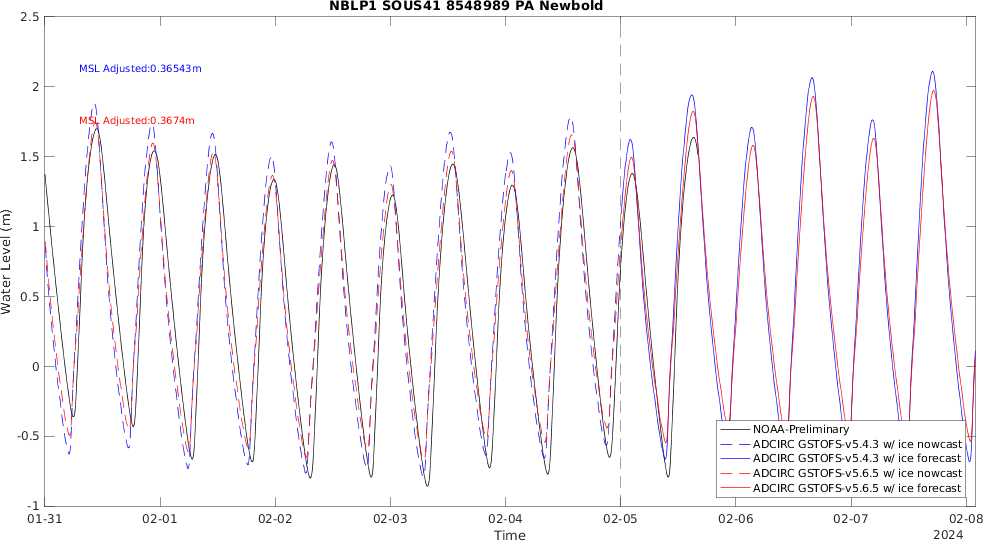 NBLP1 SOUS41 8548989 PA Newbold
2.5
2
1.5
1
0.5
0
-0.5
-1
Water Level (m)
MSL Adjusted:0.36543m
MSL Adjusted:0.3674m
NOAA-Preliminary
ADCIRC GSTOFS-v5.4.3 w/ ice nowcast
ADCIRC GSTOFS-v5.4.3 w/ ice forecast
ADCIRC GSTOFS-v5.6.5 w/ ice nowcast
ADCIRC GSTOFS-v5.6.5 w/ ice forecast
01-31 02-01 02-02 02-03 02-04 02-05 02-06 02-07 02-08
Time
2024